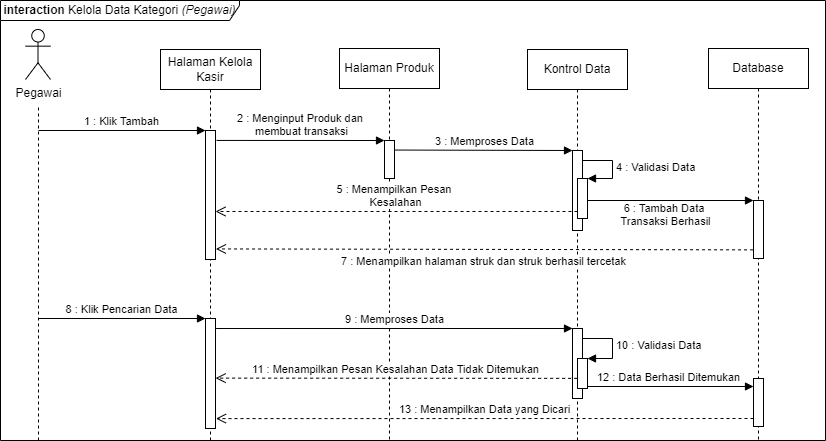 interaction Kelola Data Kategori (Pegawai)
Pegawai
Halaman Kelola
Kasir
Halaman Produk
Kontrol Data
Database
1 : Klik Tambah
2 : Menginput Produk dan
membuat transaksi
3 : Memproses Data
4 : Validasi Data
5 : Menampilkan Pesan
Kesalahan
6 : Tambah Data
Transaksi Berhasil
7 : Menampilkan halaman struk dan struk berhasil tercetak
8 : Klik Pencarian Data
9 : Memproses Data
10 : Validasi Data
11 : Menampilkan Pesan Kesalahan Data Tidak Ditemukan
12 : Data Berhasil Ditemukan
13 : Menampilkan Data yang Dicari